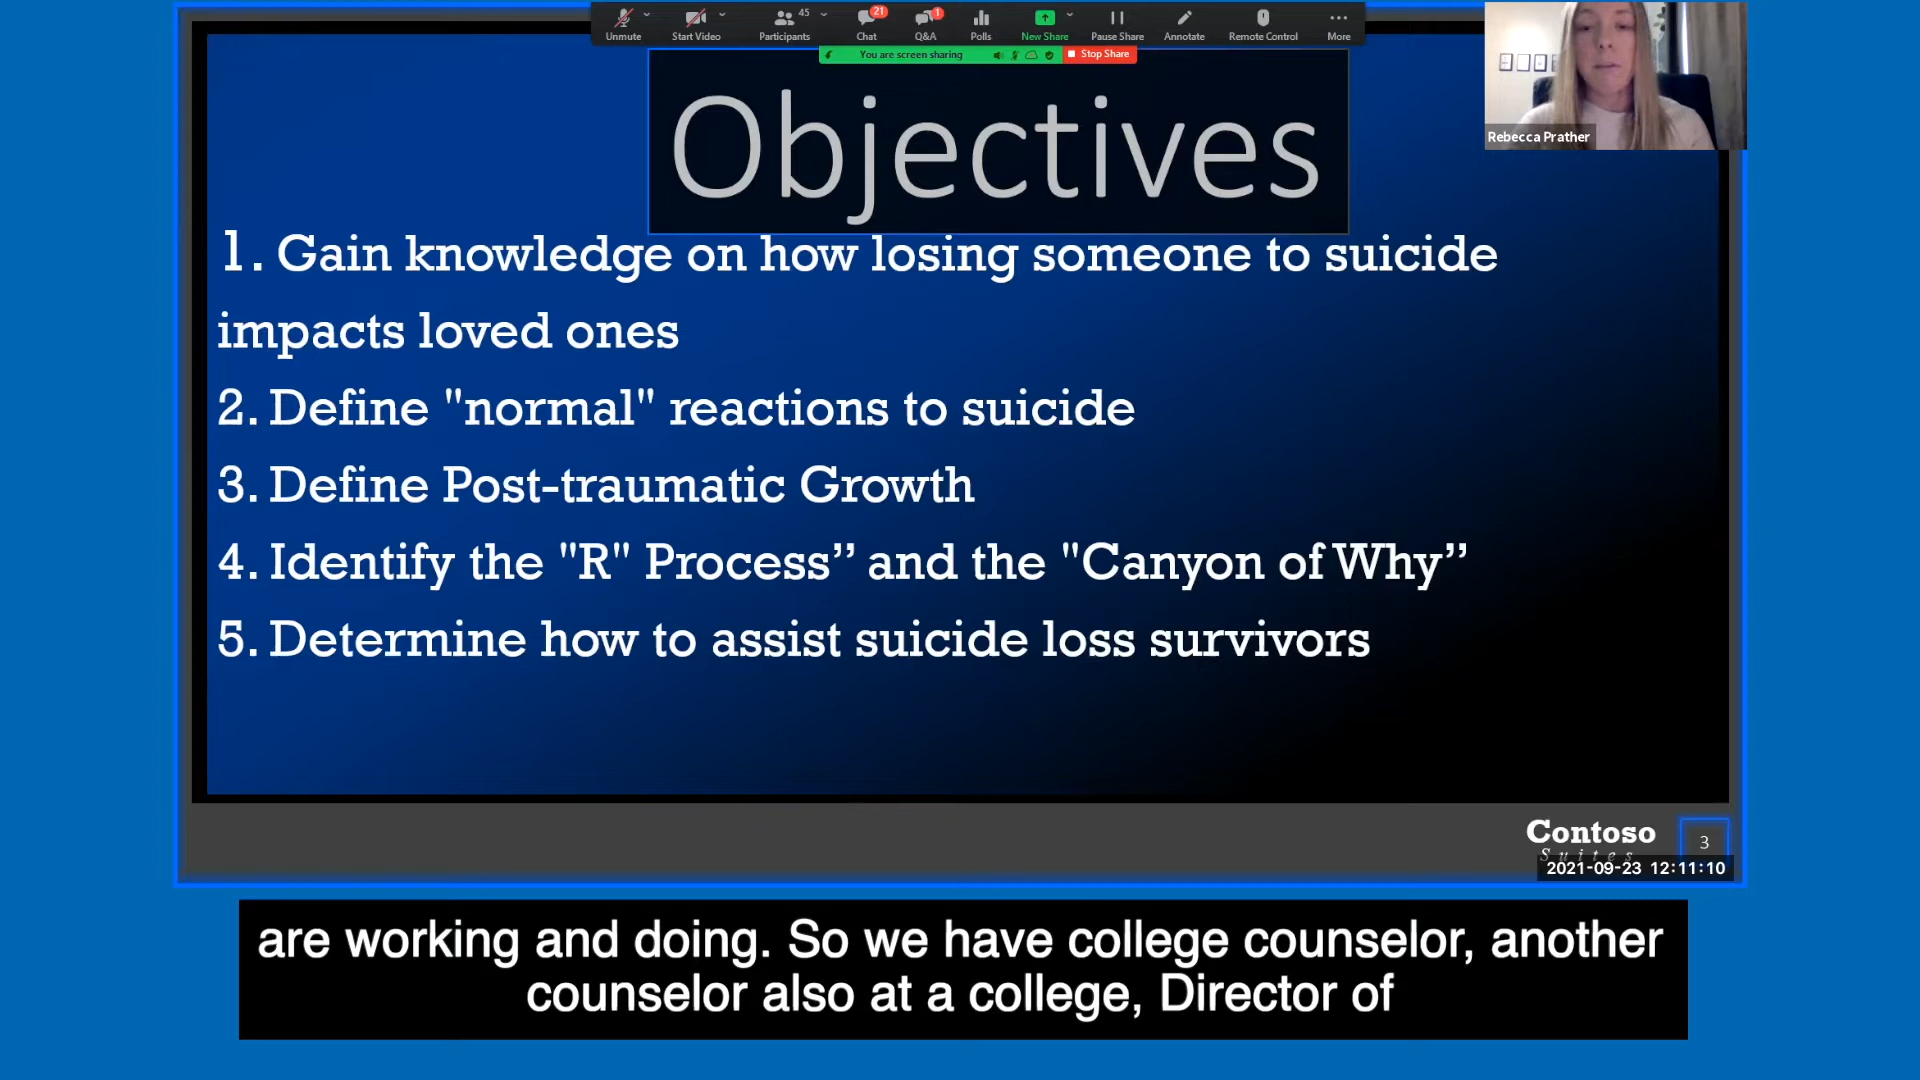 Unmute
Start Video
45
Participants
21
Chat
1
Q&A
Polls
New Share
Pause Share
Annotate
Remote Control
More
You are screen sharing
Stop Share
Rebecca Prather
Objectives
1. Gain knowledge on how losing someone to suicide
impacts loved ones
2. Define "normal" reactions to suicide
3. Define Post-traumatic Growth
4. Identify the "R" Process” and the "Canyon of Why”
5. Determine how to assist suicide loss survivors
Contoso
Suites
3
2021-09-23 12:11:10
are working and doing. So we have college counselor, another
counselor also at a college, Director of